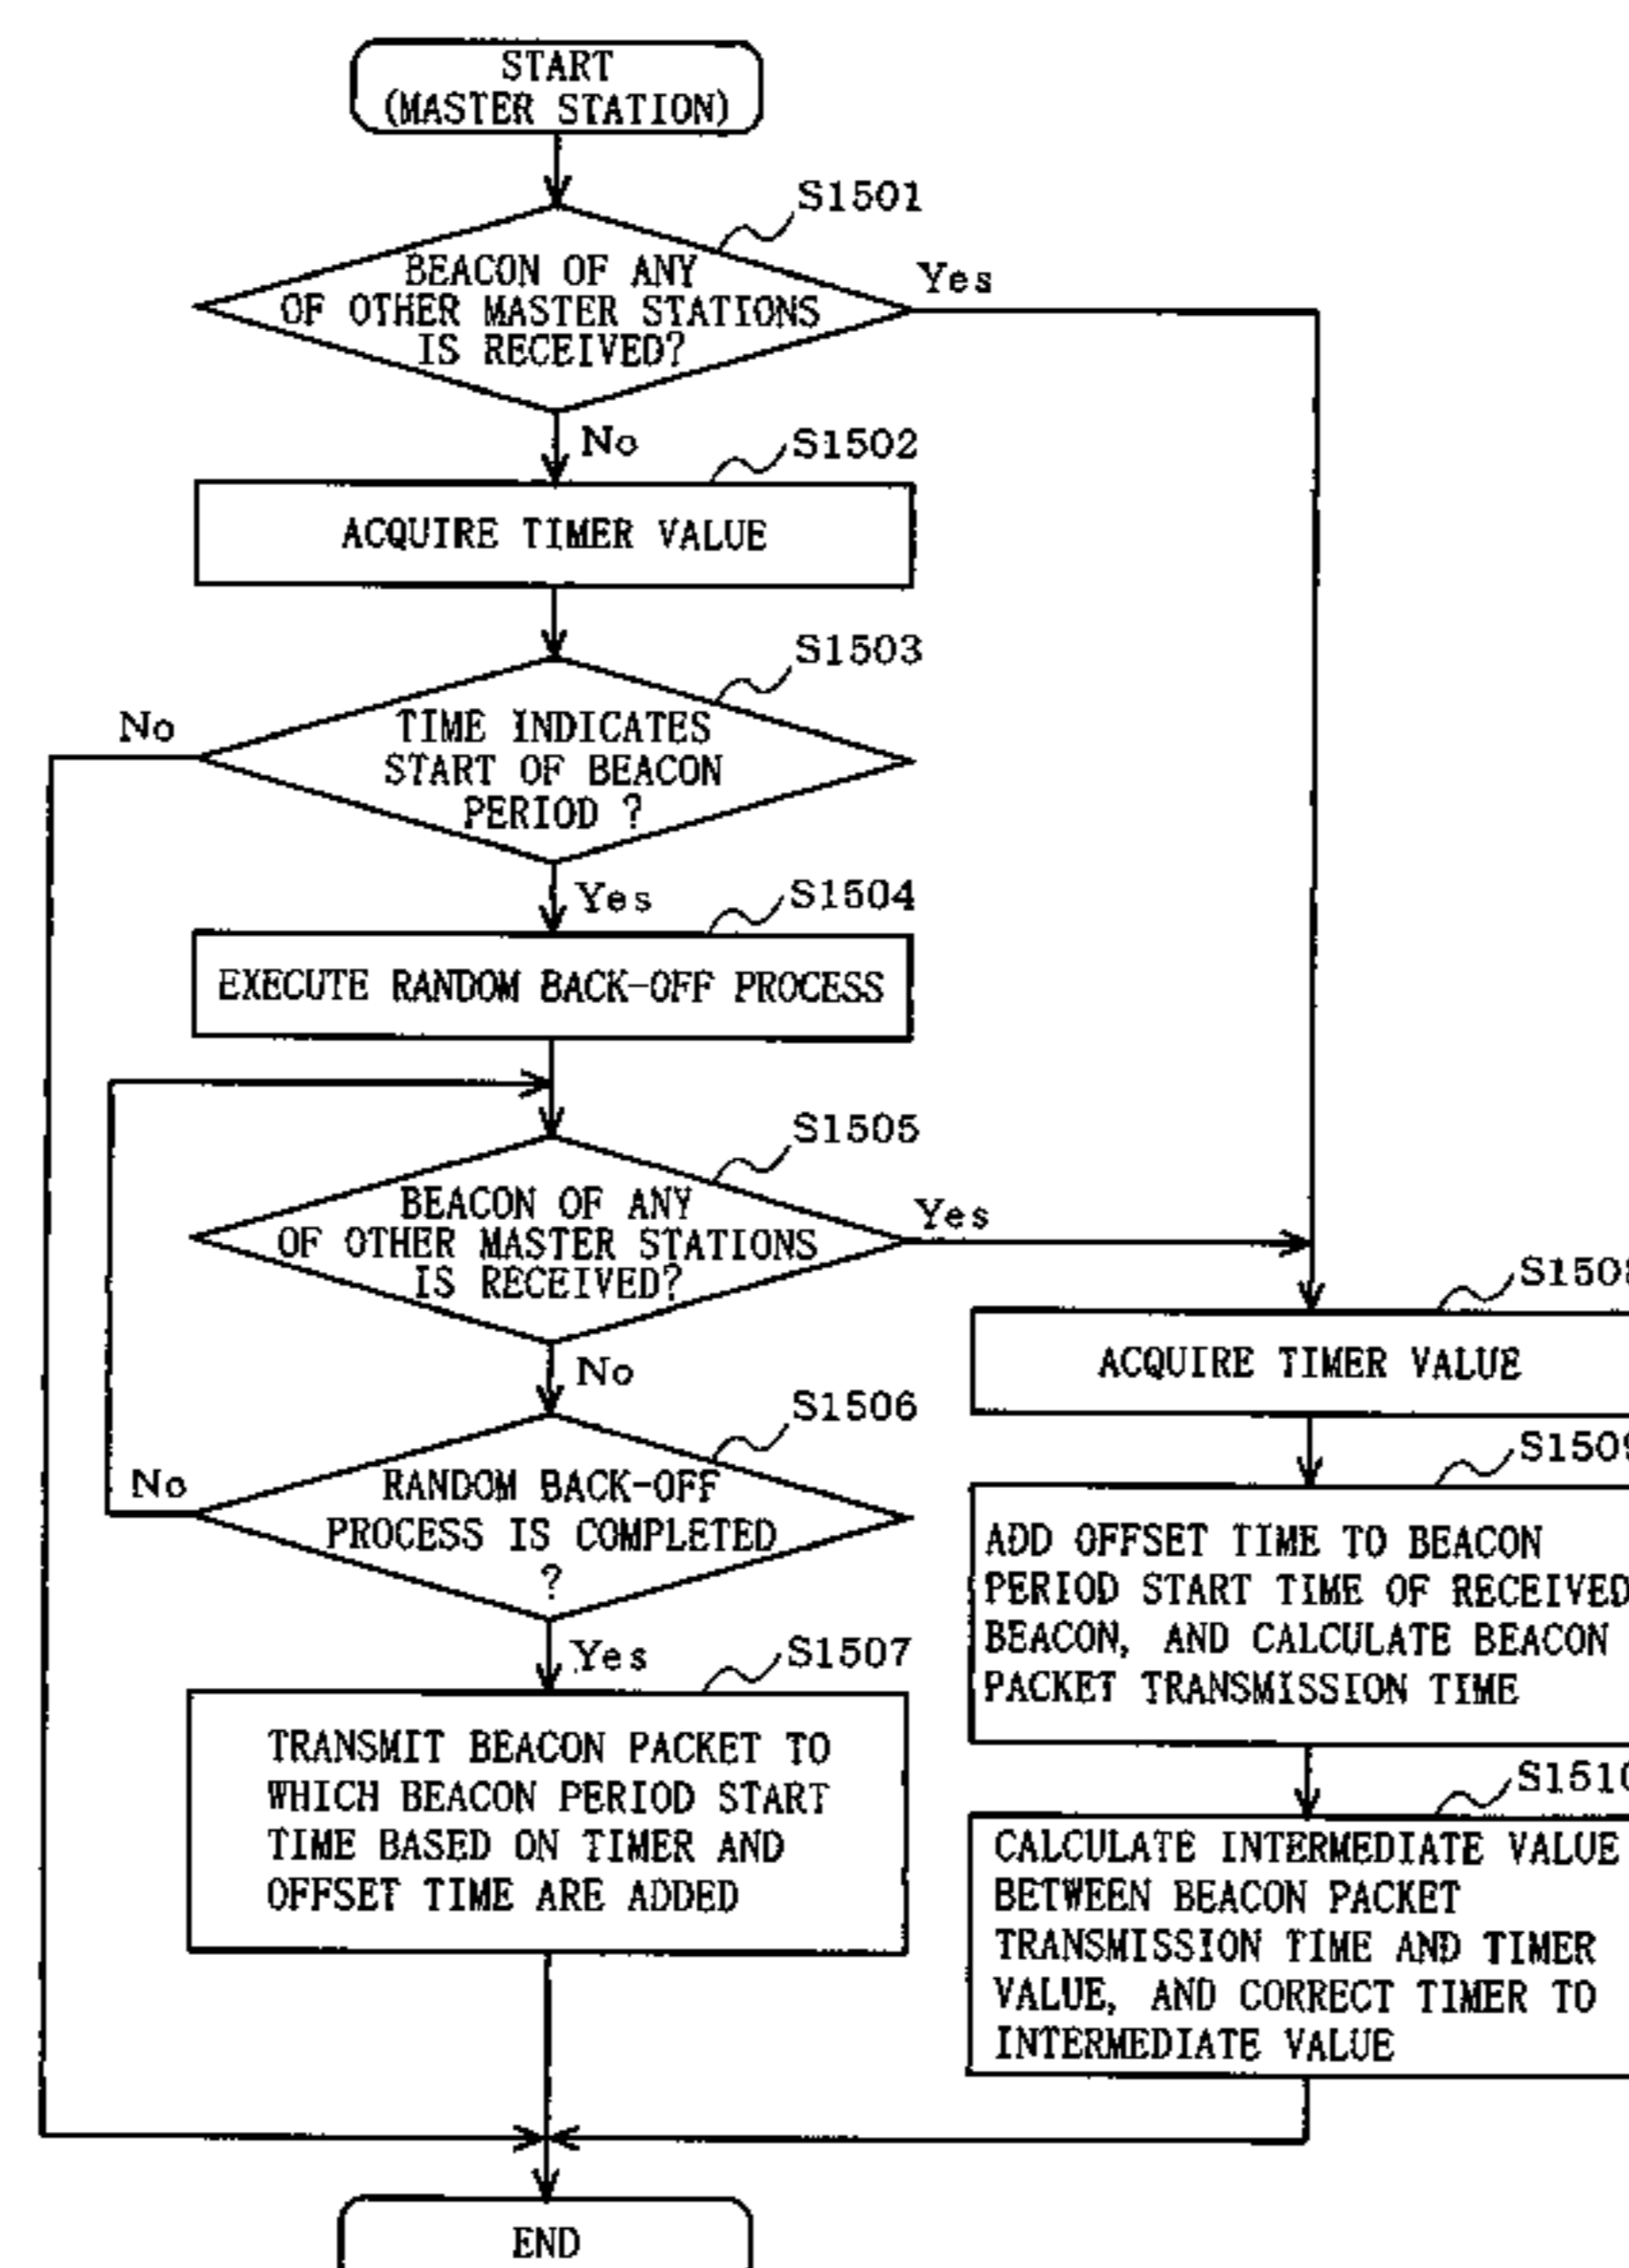 START
(MASTER STATION)
S1501
BEACON OF ANY
OF OTHER MASTER STATIONS
IS RECEIVED?
Yes
No
S1502
ACQUIRE TIMER VALUE
S1503
No
TIME INDICATES
START OF BEACON
PERIOD ?
Yes
S1504
EXECUTE RANDOM BACK-OFF PROCESS
S1505
BEACON OF ANY
OF OTHER MASTER STATIONS
IS RECEIVED?
Yes
No
S1506
No
RANDOM BACK-OFF
PROCESS IS COMPLETED
?
Yes
S1507
TRANSMIT BEACON PACKET TO
WHICH BEACON PERIOD START
TIME BASED ON TIMER AND
OFFSET TIME ARE ADDED
S1508
ACQUIRE TIMER VALUE
S1509
ADD OFFSET TIME TO BEACON
PERIOD START TIME OF RECEIVED
BEACON, AND CALCULATE BEACON
PACKET TRANSMISSION TIME
S1510
CALCULATE INTERMEDIATE VALUE
BETWEEN BEACON PACKET
TRANSMISSION TIME AND TIMER
VALUE, AND CORRECT TIMER TO
INTERMEDIATE VALUE
END